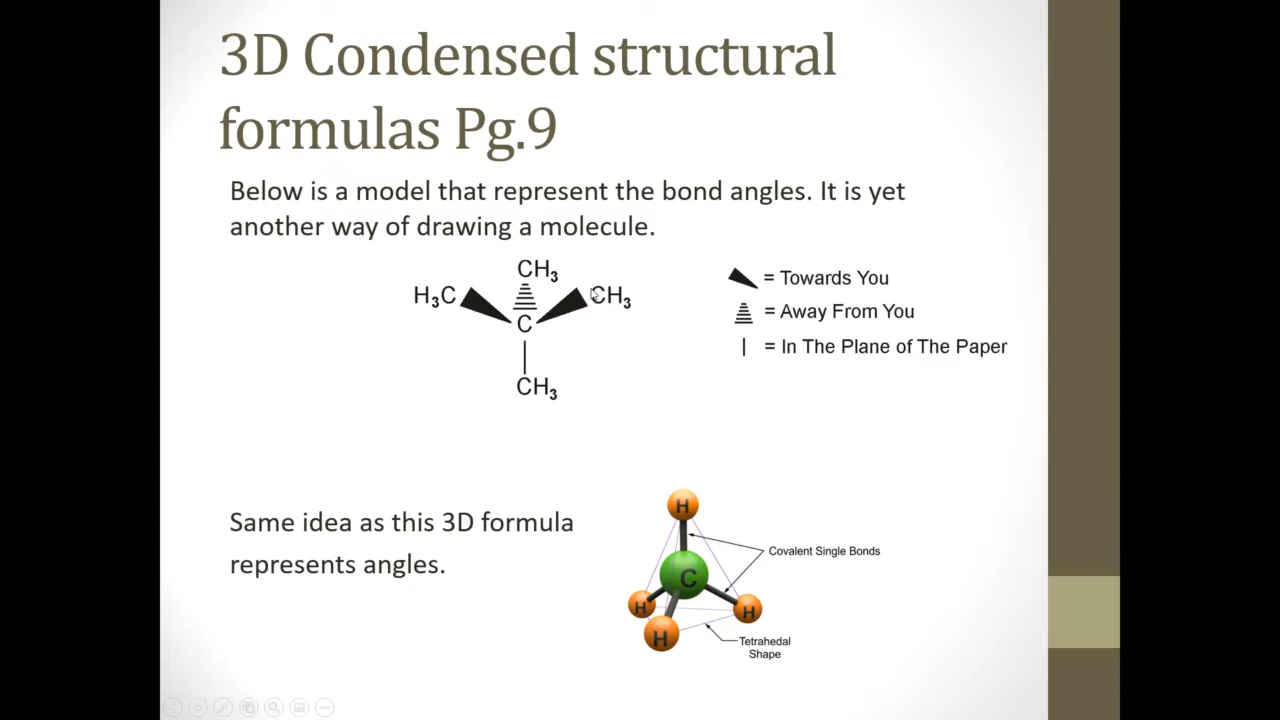 3D Condensed structural
formulas Pg.9
Below is a model that represent the bond angles. It is yet
another way of drawing a molecule.
CH₃
H₃C CH₃
C
CH₃
= Towards You
= Away From You
| = In The Plane of The Paper
Same idea as this 3D formula
represents angles.
H
Covalent Single Bonds
C
H H
H
Tetrahedal
Shape